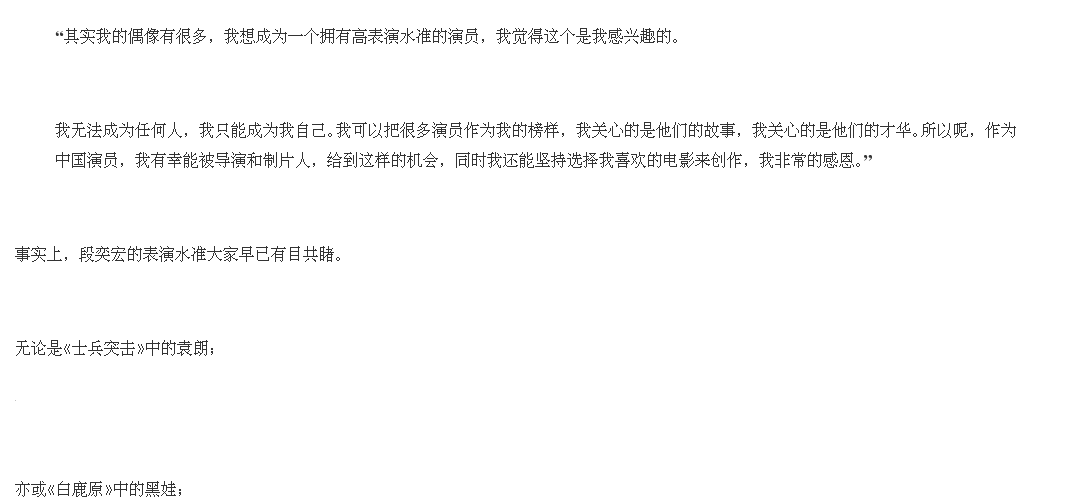 “其实我的偶像有很多，我想成为一个拥有高表演水准的演员，我觉得这个是我感兴趣的。
我无法成为任何人，我只能成为我自己。我可以把很多演员作为我的榜样，我关心的是他们的故事，我关心的是他们的才华。所以呢，作为
中国演员，我有幸能被导演和制片人，给到这样的机会，同时我还能坚持选择我喜欢的电影来创作，我非常的感恩。”
事实上，段奕宏的表演水准大家早已有目共睹。
无论是《士兵突击》中的袁朗；
亦或《白鹿原》中的黑娃；